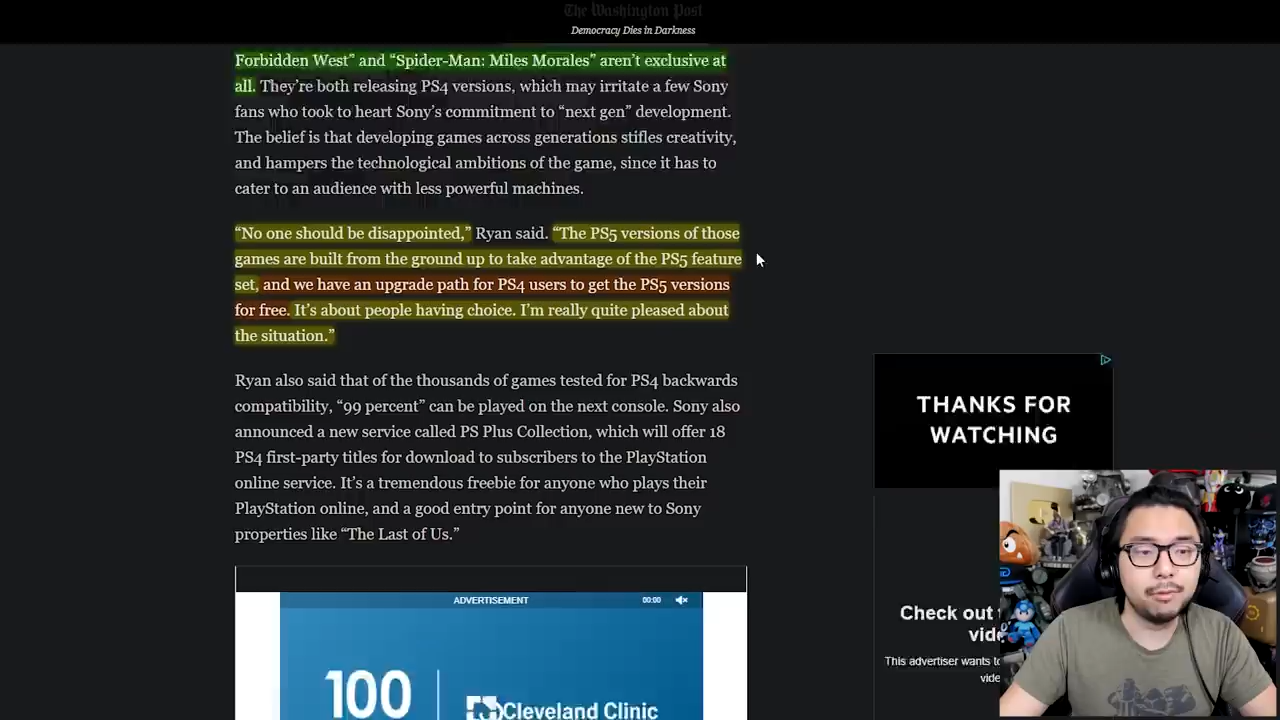 The Washington Post
Democracy Dies in Darkness
Forbidden West” and “Spider-Man: Miles Morales” aren’t exclusive at
all. They’re both releasing PS4 versions, which may irritate a few Sony
fans who took to heart Sony’s commitment to “next gen” development.
The belief is that developing games across generations stifles creativity,
and hampers the technological ambitions of the game, since it has to
cater to an audience with less powerful machines.
“No one should be disappointed,” Ryan said. “The PS5 versions of those
games are built from the ground up to take advantage of the PS5 feature
set, and we have an upgrade path for PS4 users to get the PS5 versions
for free. It’s about people having choice. I’m really quite pleased about
the situation.”
Ryan also said that of the thousands of games tested for PS4 backwards
compatibility, “99 percent” can be played on the next console. Sony also
announced a new service called PS Plus Collection, which will offer 18
PS4 first-party titles for download to subscribers to the PlayStation
online service. It’s a tremendous freebie for anyone who plays their
PlayStation online, and a good entry point for anyone new to Sony
properties like “The Last of Us.”
ADVERTISEMENT 00:00
100
Cleveland Clinic
THANKS FOR
WATCHING
Check out
This advertiser wants to